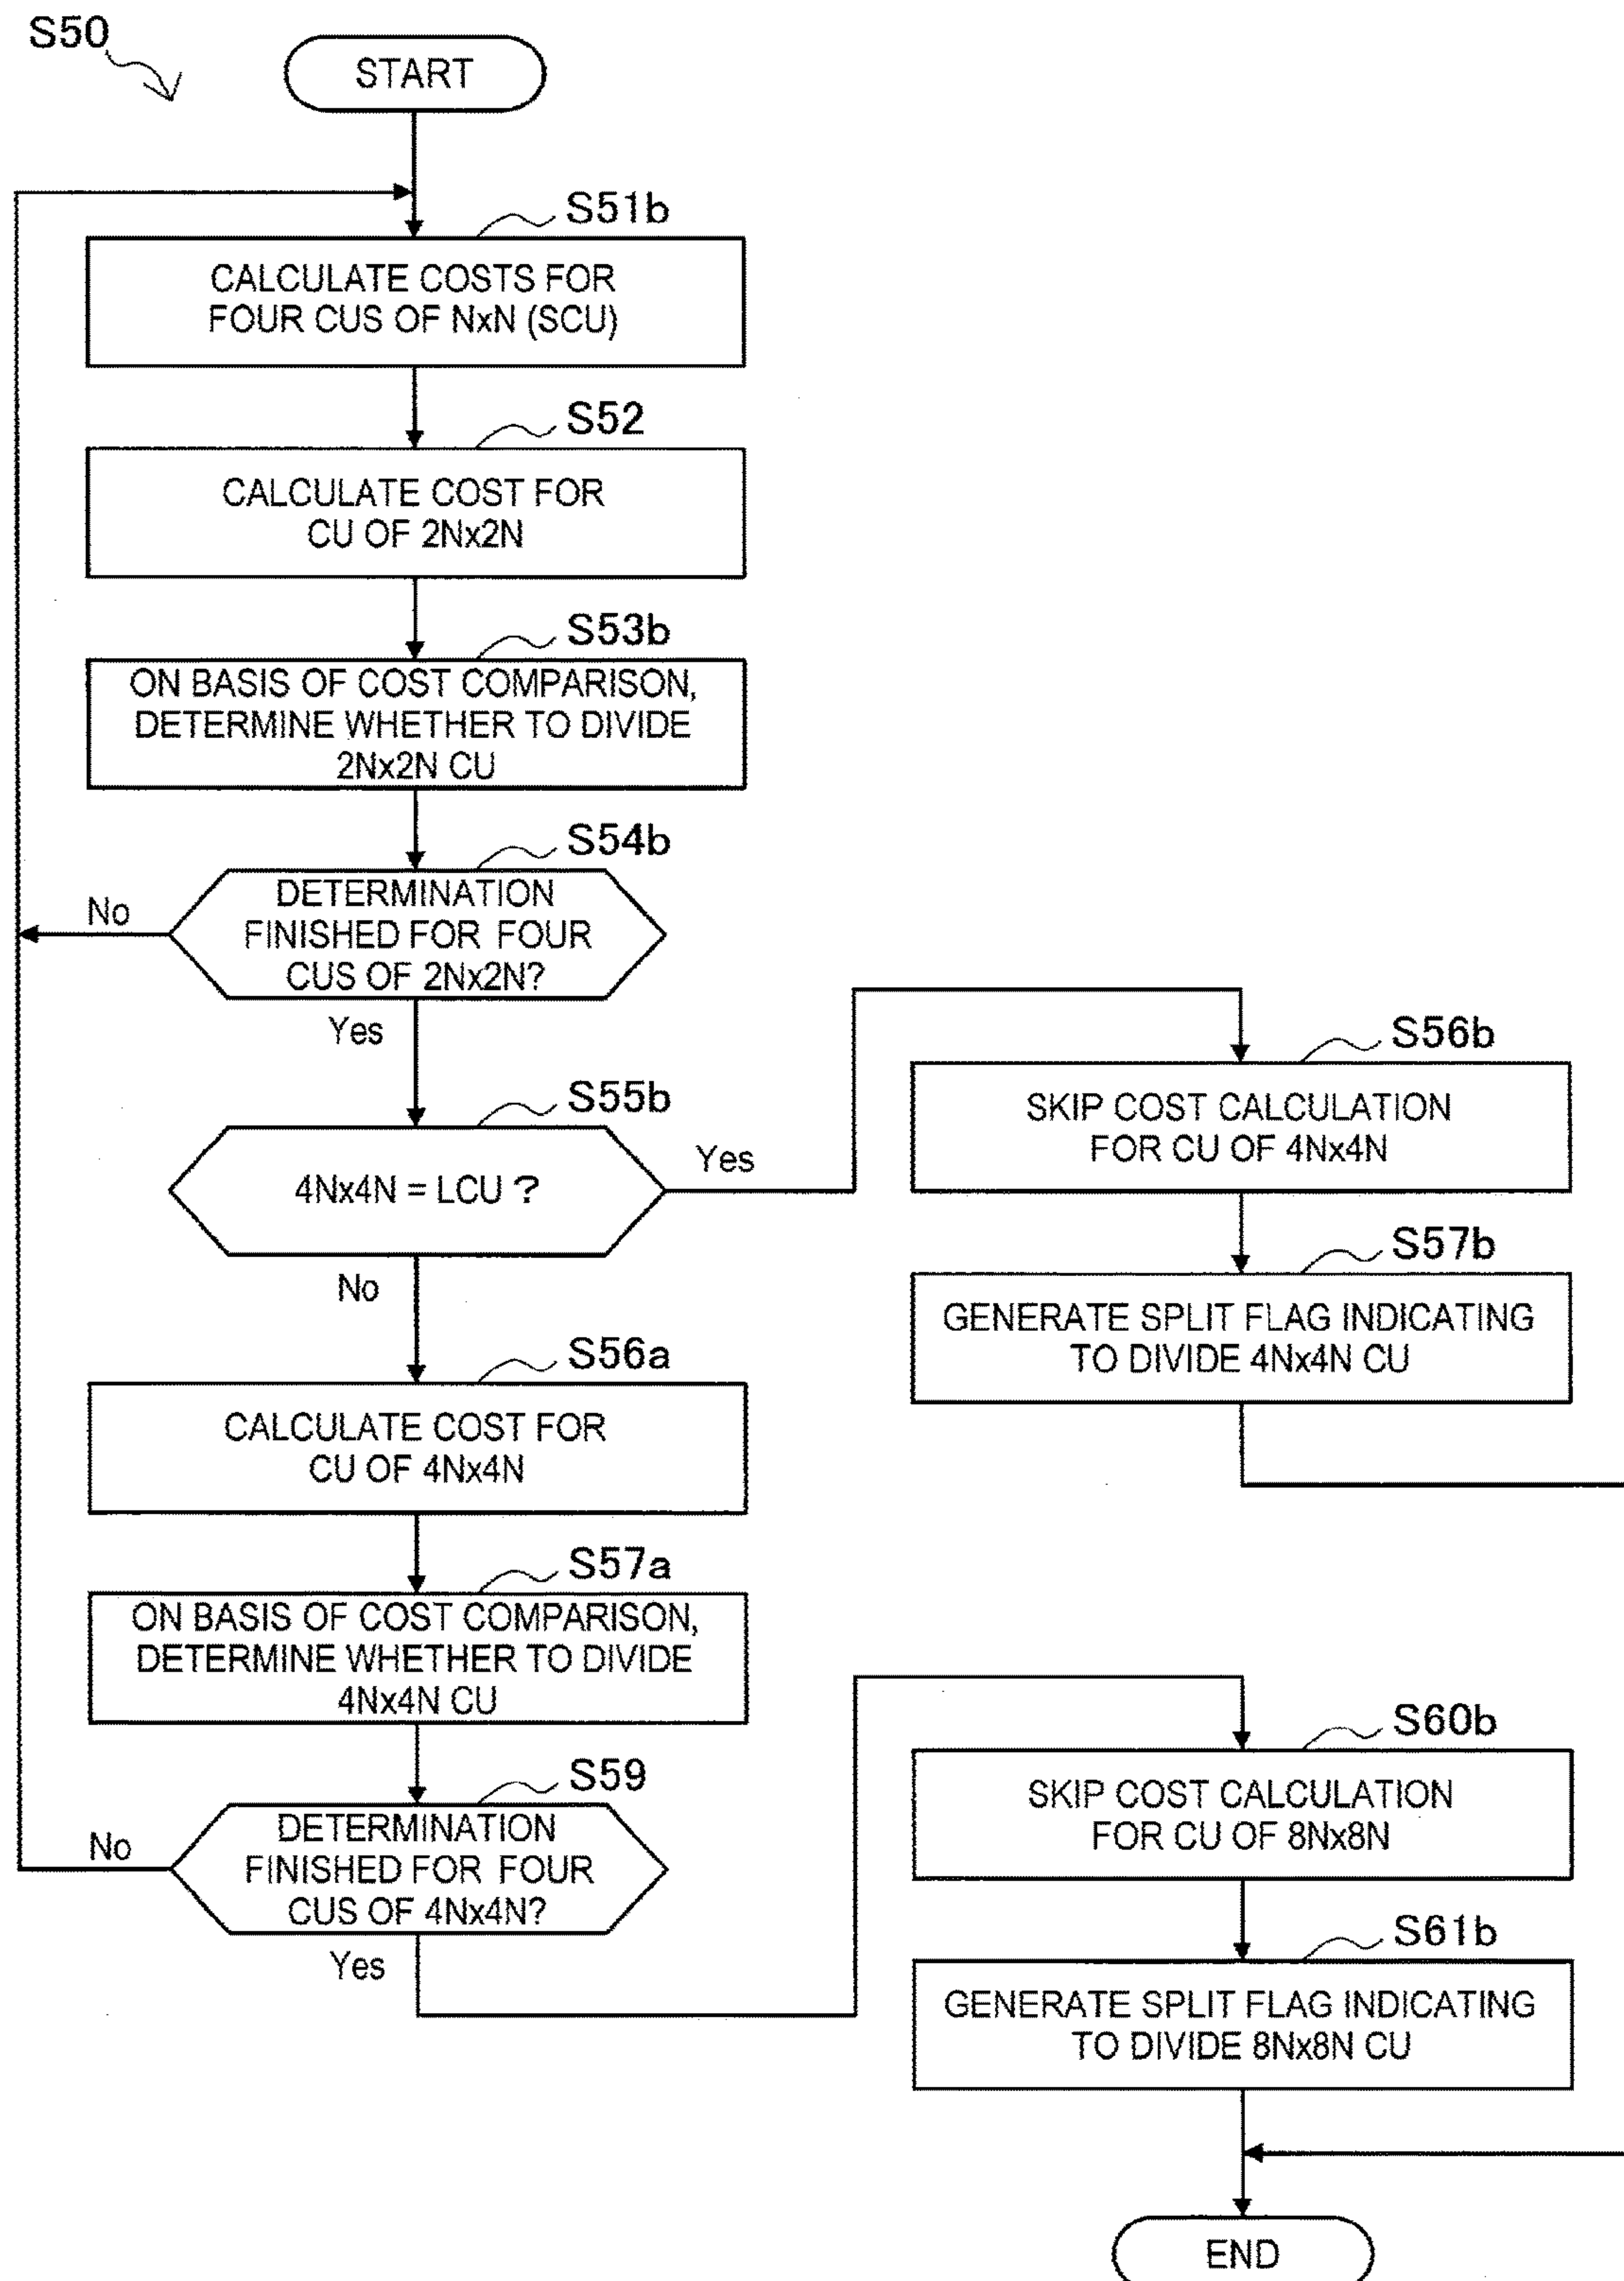 S50
START
S51b
CALCULATE COSTS FOR
FOUR CUS OF NxN (SCU)
S52
CALCULATE COST FOR
CU OF 2Nx2N
S53b
ON BASIS OF COST COMPARISON,
DETERMINE WHETHER TO DIVIDE
2Nx2N CU
S54b
DETERMINATION
FINISHED FOR FOUR
CUS OF 2Nx2N?
No
Yes
S55b
4Nx4N = LCU ?
Yes
No
S56b
SKIP COST CALCULATION
FOR CU OF 4Nx4N
S57b
GENERATE SPLIT FLAG INDICATING
TO DIVIDE 4Nx4N CU
S56a
CALCULATE COST FOR
CU OF 4Nx4N
S57a
ON BASIS OF COST COMPARISON,
DETERMINE WHETHER TO DIVIDE
4Nx4N CU
S59
DETERMINATION
FINISHED FOR FOUR
CUS OF 4Nx4N?
No
Yes
S60b
SKIP COST CALCULATION
FOR CU OF 8Nx8N
S61b
GENERATE SPLIT FLAG INDICATING
TO DIVIDE 8Nx8N CU
END